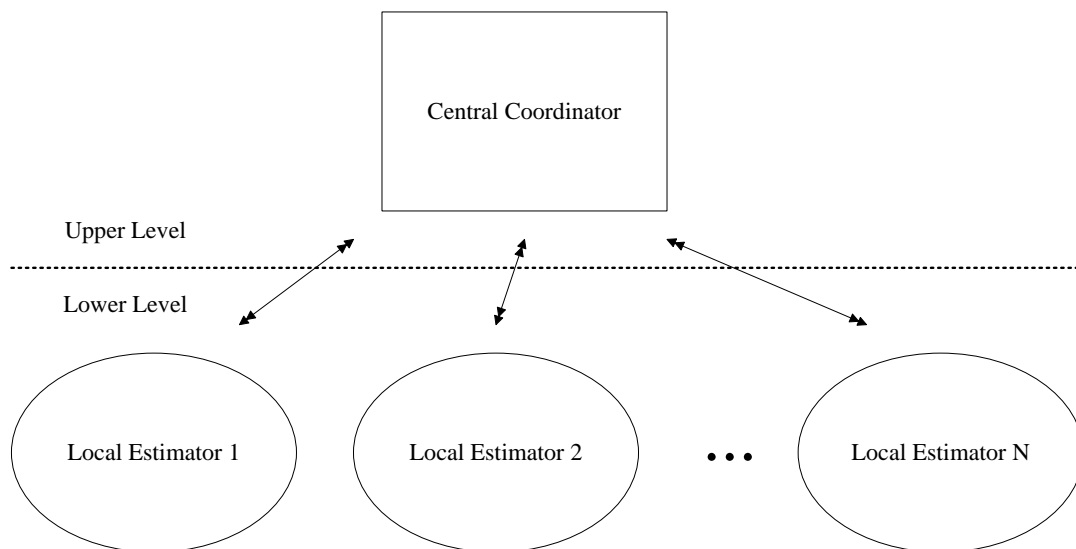 Central Coordinator
Upper Level
Lower Level
Local Estimator 1
Local Estimator 2
Local Estimator N